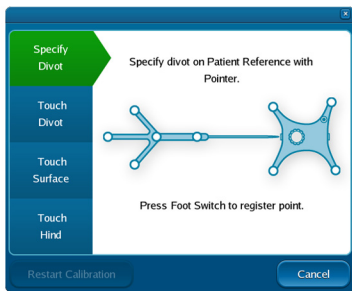 Specify
Divot
Specify divot on Patient Reference with
Pointer.
Touch
Divot
Touch
Surface
Touch
Hind
Press Foot Switch to register point.
Restart Calibration
Cancel